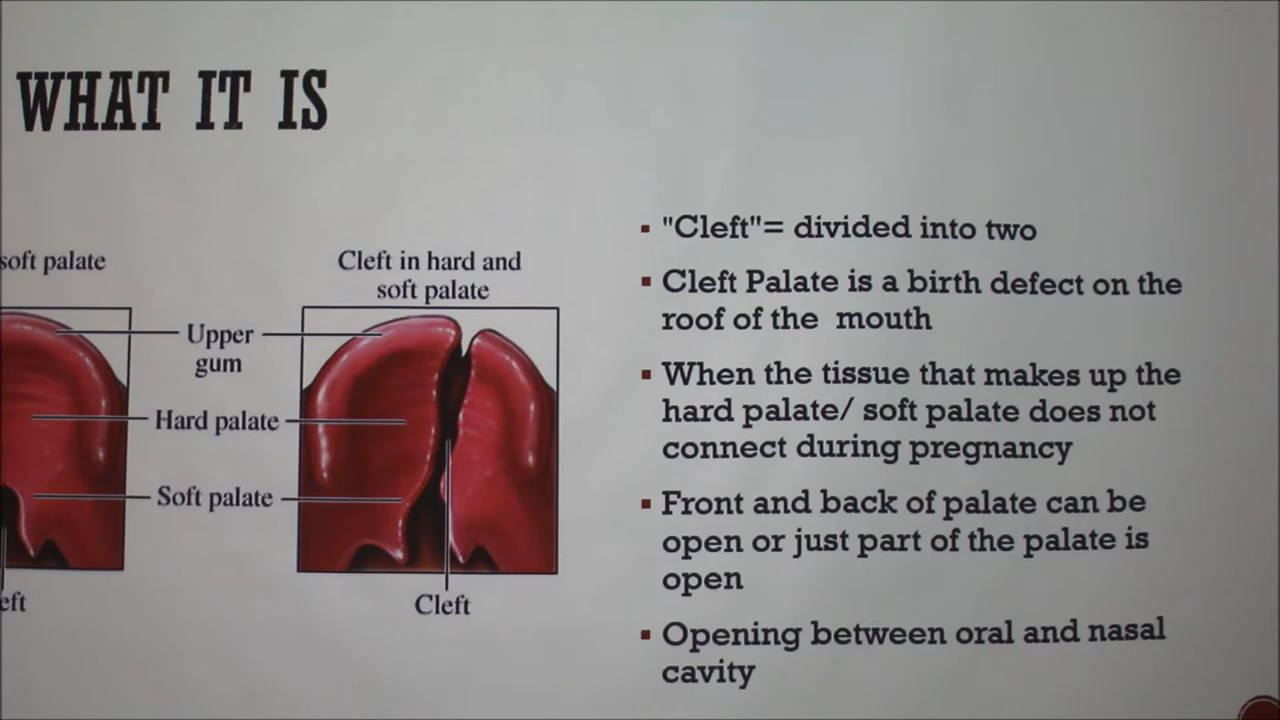 WHAT IT IS
soft palate
Upper
gum
Hard palate
Soft palate
Cleft in hard and
soft palate
Cleft
"Cleft"= divided into two
Cleft Palate is a birth defect on the
roof of the mouth
When the tissue that makes up the
hard palate/ soft palate does not
connect during pregnancy
Front and back of palate can be
open or just part of the palate is
open
Opening between oral and nasal
cavity